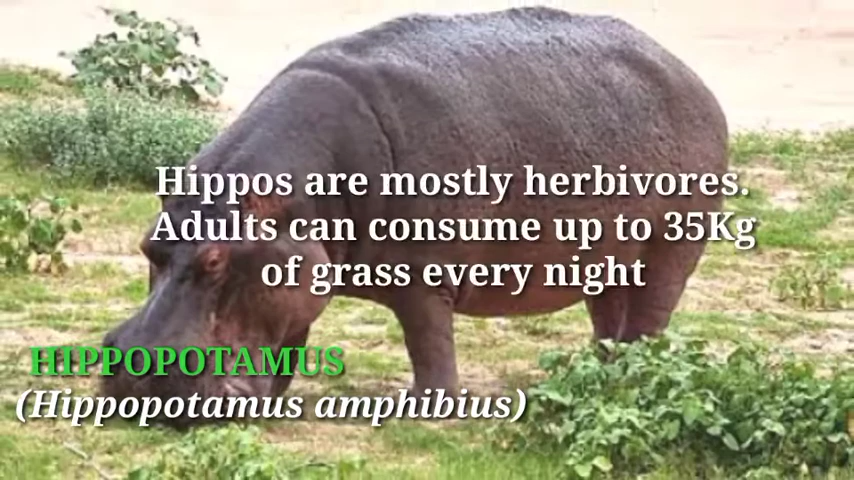 Hippos are mostly herbivores.
Adults can consume up to 35Kg
of grass every night
HIPPOPOTAMUS
(Hippopotamus amphibius)